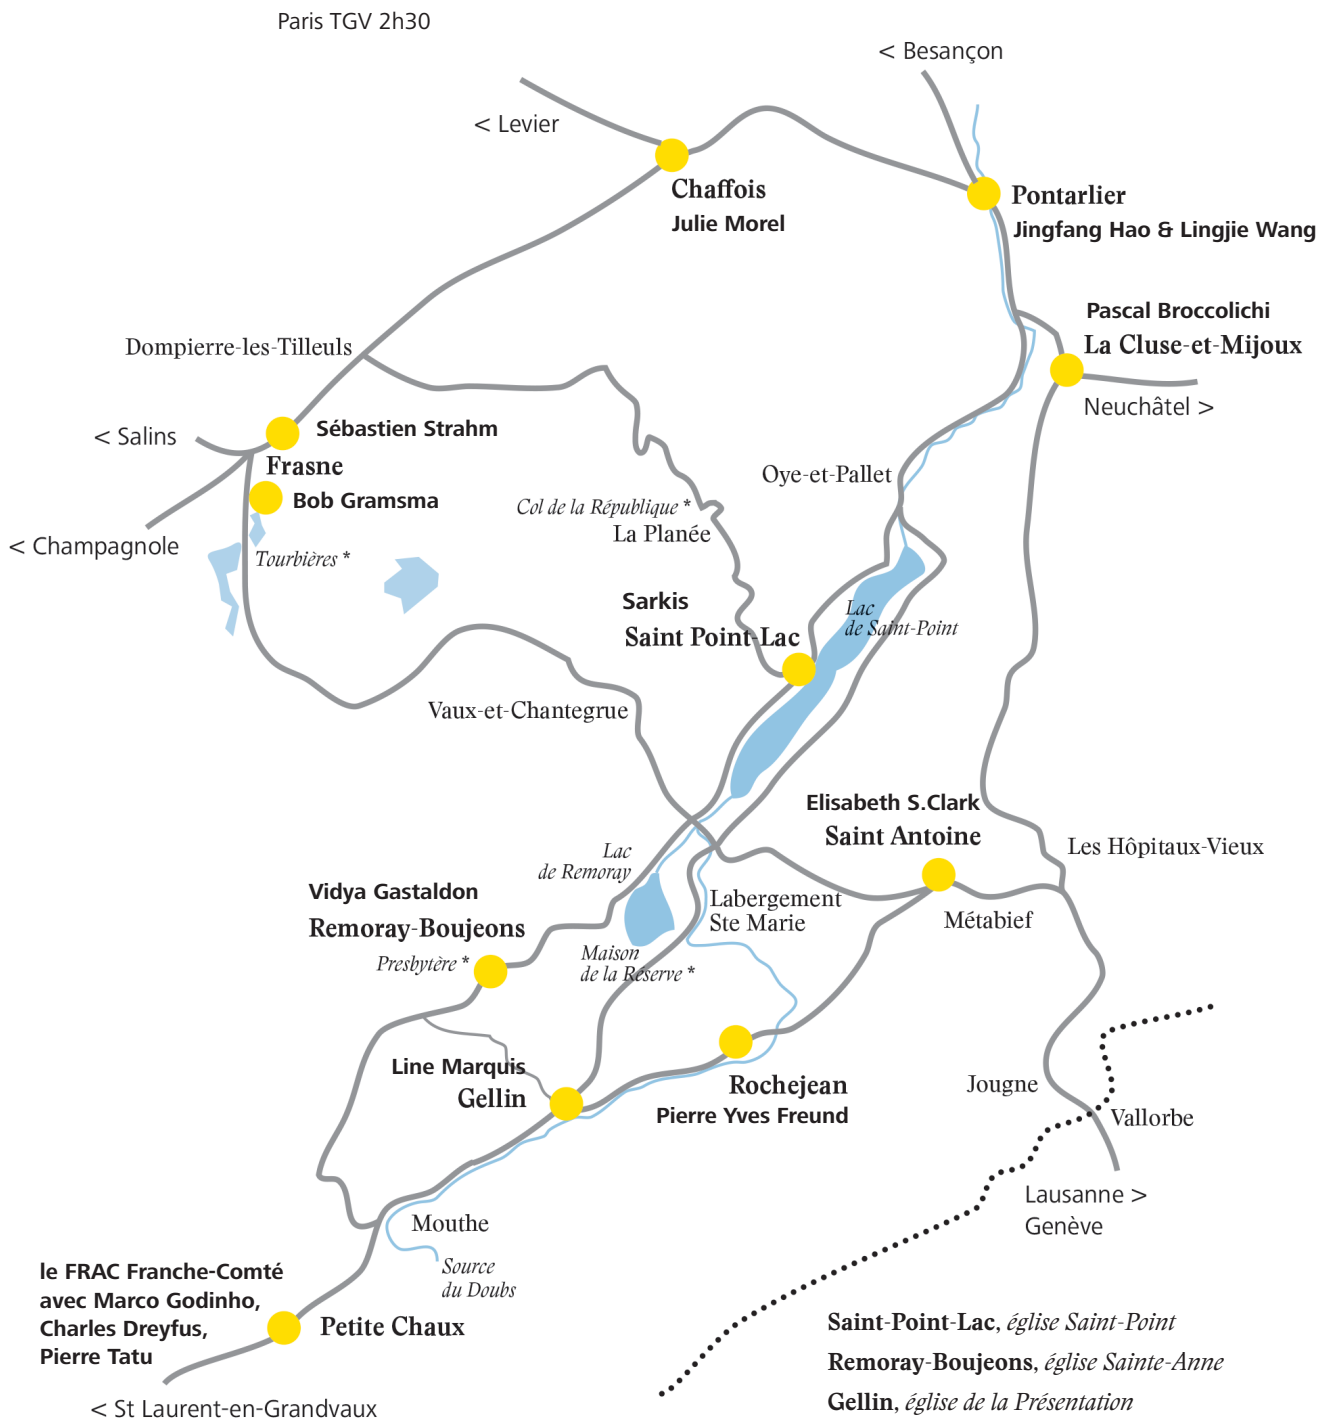 Paris TGV 2h30
< Besançon
< Levier
Chaffois
Julie Morel
Pontarlier
Jingfang Hao & Lingjie Wang
Pascal Broccolichi
La Cluse-et-Mijoux
Neuchâtel >
Dompierre-les-Tilleuls
< Salins
Sébastien Strahm
Frasne
Bob Gramsma
< Champagnole
Tourbières *
Oye-et-Pallet
Col de la République *
La Planée
Sarkis
Saint Point-Lac
Lac
de Saint-Point
Vaux-et-Chantegrue
Elisabeth S.Clark
Saint Antoine
Les Hôpitaux-Vieux
Lac
de Remoray
Vidya Gastaldon
Remoray-Boujeons
Presbytère *
Labergement
Ste Marie
Métabief
Maison
de la Réserve *
Line Marquis
Gellin
Rochejean
Pierre Yves Freund
Jougne
Vallorbe
Lausanne >
Genève
Mouthe
Source
du Doubs
le FRAC Franche-Comté
avec Marco Godinho,
Charles Dreyfus,
Pierre Tatu
Petite Chaux
< St Laurent-en-Grandvaux
Saint-Point-Lac, église Saint-Point
Remoray-Boujeons, église Sainte-Anne
Gellin, église de la Présentation